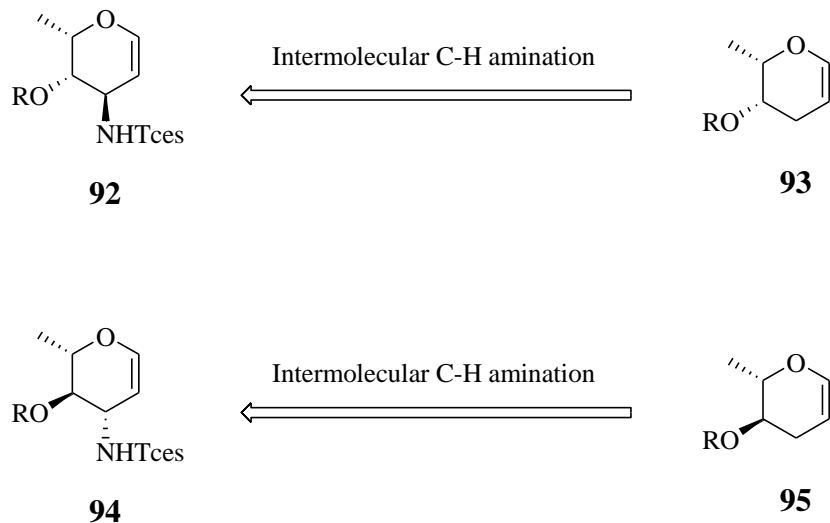 O
Intermolecular C-H amination
O
RO
RO
NHTces
92
93
O
Intermolecular C-H amination
O
RO
RO
NHTces
94
95